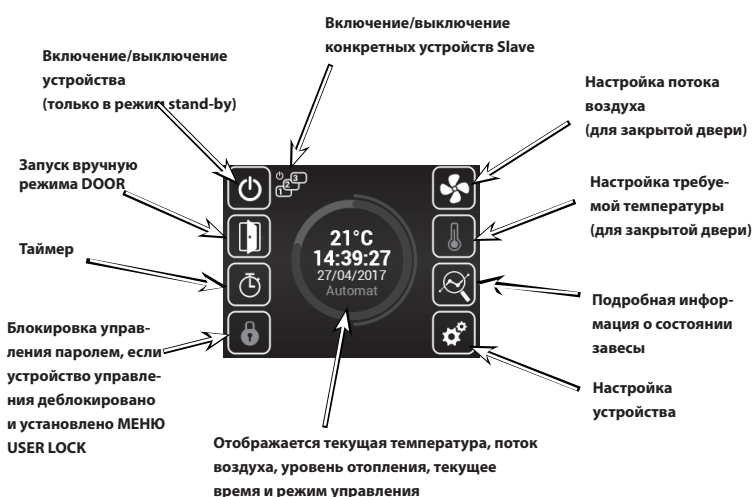 Включение/выключение
конкретных устройств Slave
Включение/выключение
устройства
(только в режим stand-by)
Настройка потока
воздуха
(для закрытой двери)
Запуск вручную
режима DOOR
Настройка требуе-
мой температуры
(для закрытой двери)
Таймер
1 2 3
21°C
14:39:27
27/04/2017
Automat
Подробная инфор-
мация о состоянии
завесы
Блокировка управ-
ления паролем, если
устройство управле-
ния деблокировано
и установлено МЕНЮ
USER LOCK
Настройка
устройства
Отображается текущая температура, поток
воздуха, уровень отопления, текущее
время и режим управления